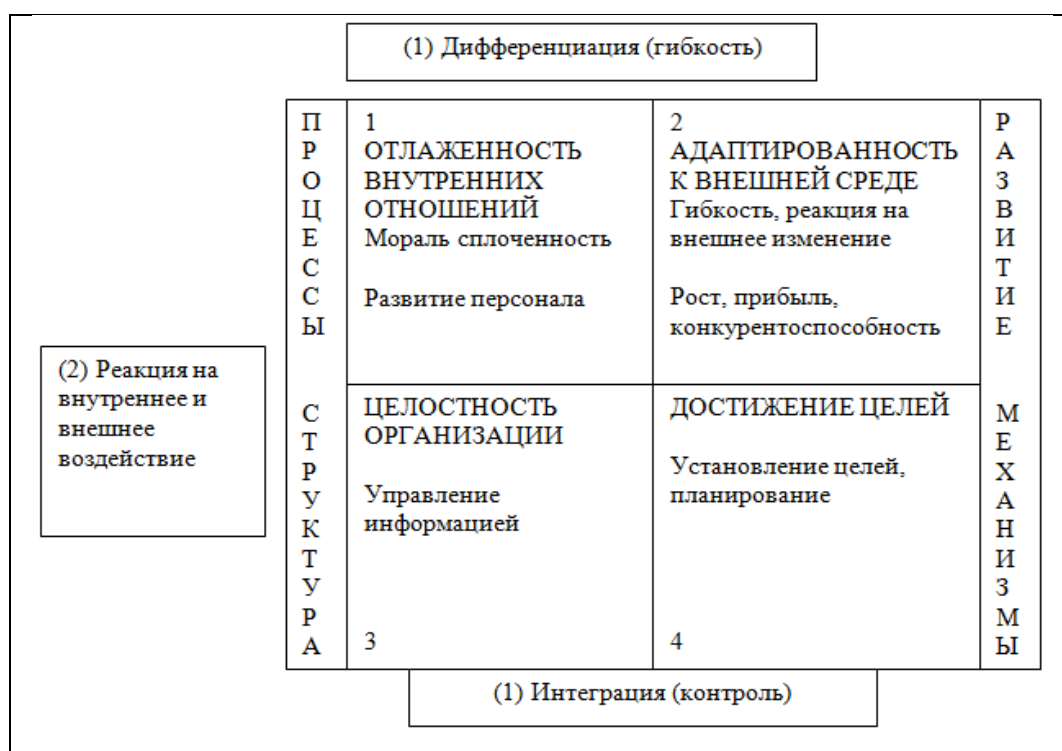 (1) Дифференциация (гибкость)
П
Р
О
Ц
Е
С
С
Ы
1
ОТЛАЖЕННОСТЬ
ВНУТРЕННИХ
ОТНОШЕНИЙ
Мораль сплоченность
Развитие персонала
2
АДАПТИРОВАННОСТЬ
К ВНЕШНЕЙ СРЕДЕ
Гибкость, реакция на
внешнее изменение
Рост, прибыль,
конкурентоспособность
Р
А
З
В
И
Т
И
Е
(2) Реакция на
внутреннее и
внешнее
воздействие
С
Т
Р
У
К
Т
У
Р
А
ЦЕЛОСТНОСТЬ
ОРГАНИЗАЦИИ
Управление
информацией
3
ДОСТИЖЕНИЕ ЦЕЛЕЙ
Установление целей,
планирование
4
М
Е
Х
А
Н
И
З
М
Ы
(1) Интеграция (контроль)